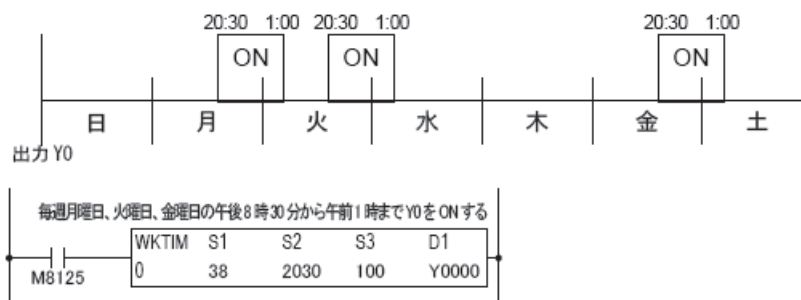 20:30 1:00 20:30 1:00 20:30 1:00
ON ON ON
日 月 火 水 木 金 土
出力 Y0
毎週月曜日、火曜日、金曜日の午後8時30分から午前1時までY0をONする
WKTIM S1 S2 S3 D1
M8125 0 38 2030 100 Y0000